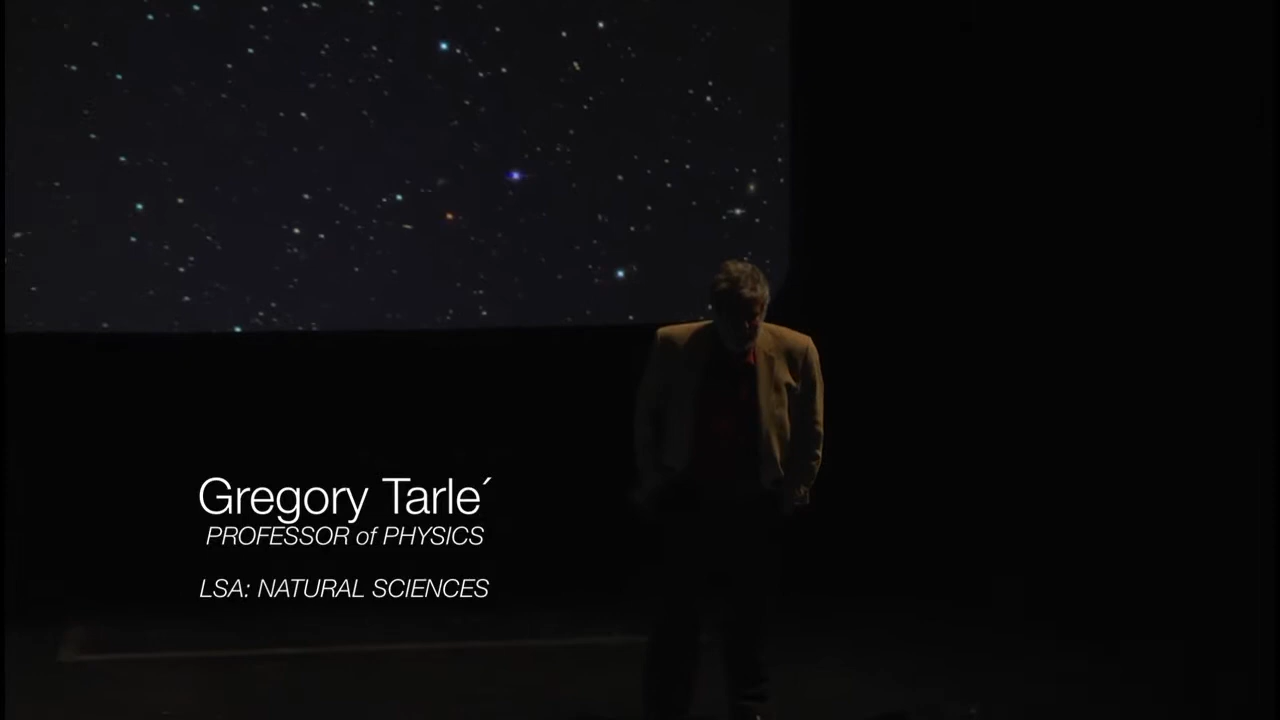 Gregory Tarle´
PROFESSOR of PHYSICS
LSA: NATURAL SCIENCES